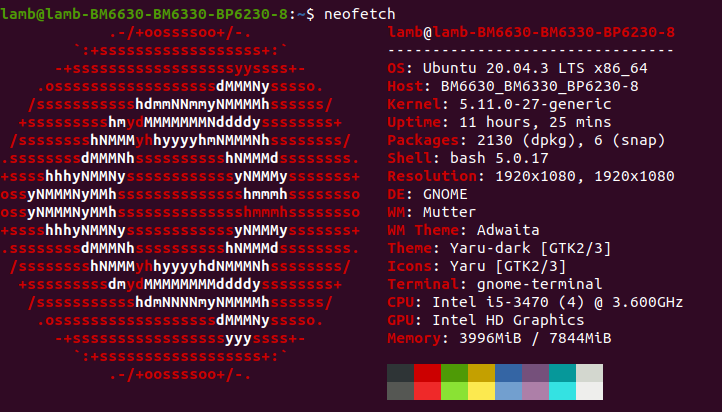 lamb@lamb-BM6630-BM6330-BP6230-8:~$ neofetch
            .-/+oossssoo+/-.               lamb@lamb-BM6630-BM6330-BP6230-8
        `:+ssssssssssssssssss+:`           --------------------------------
      -+ssssssssssssssssssyyssss+-         OS: Ubuntu 20.04.3 LTS x86_64
    .ossssssssssssssssssdMMMNysssso.       Host: BM6630_BM6330_BP6230-8
   /ssssssssssshdmmNNmmyNMMMMhssssss/      Kernel: 5.11.0-27-generic
  +ssssssssshmydMMMMMMMNddddyssssssss+     Uptime: 11 hours, 25 mins
 /sssssssshNMMMyhhyyyyhmNMMMNhssssssss/    Packages: 2130 (dpkg), 6 (snap)
.ssssssssdMMMNhsssssssssshNMMMdssssssss.   Shell: bash 5.0.17
+sssshhhyNMMNyssssssssssssyNMMMysssssss+   Resolution: 1920x1080, 1920x1080
ossyNMMMNyMMhsssssssssssssshmmmhssssssso   DE: GNOME
ossyNMMMNyMMhsssssssssssssshmmmhssssssso   WM: Mutter
+sssshhhyNMMNyssssssssssssyNMMMysssssss+   WM Theme: Adwaita
.ssssssssdMMMNhsssssssssshNMMMdssssssss.   Theme: Yaru-dark [GTK2/3]
 /sssssssshNMMMyhhyyyyhdNMMMNhssssssss/    Icons: Yaru [GTK2/3]
  +sssssssssdmydMMMMMMMMddddyssssssss+     Terminal: gnome-terminal
   /ssssssssssshdmNNNNmyNMMMMhssssss/      CPU: Intel i5-3470 (4) @ 3.600GHz
    .ossssssssssssssssssdMMMNysssso.       GPU: Intel HD Graphics
      -+sssssssssssssssssyyyssss+-         Memory: 3996MiB / 7844MiB
        `:+ssssssssssssssssss+:`
            .-/+oossssoo+/-.